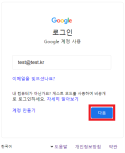 Google
로그인
Google 계정 사용
test@test.kr
이메일을 잊으셨나요?
내 컴퓨터가 아닌가요? 게스트 모드를 사용하여 비공개
로 로그인하세요. 자세히 알아보기
계정 만들기
다음
한국어
도움말 개인정보처리방침 약관